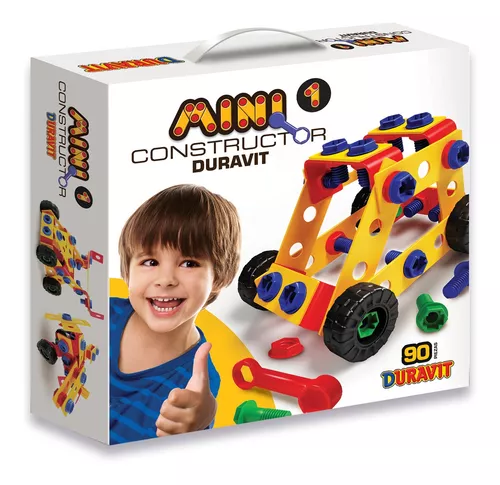 MINI 1
CONSTRUCTOR
DURAVIT
90
PIEZAS
DURAVIT
MINI 1
CONSTRUCTOR
DURAVIT